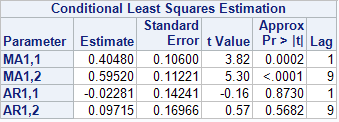 Conditional Least Squares Estimation
Parameter Estimate Standard Error t Value Approx Pr > |t| Lag
MA1,1 0.40480 0.10600 3.82 0.0002 1
MA1,2 0.59520 0.11221 5.30 <.0001 9
AR1,1 -0.02281 0.14241 -0.16 0.8730 1
AR1,2 0.09715 0.16966 0.57 0.5682 9